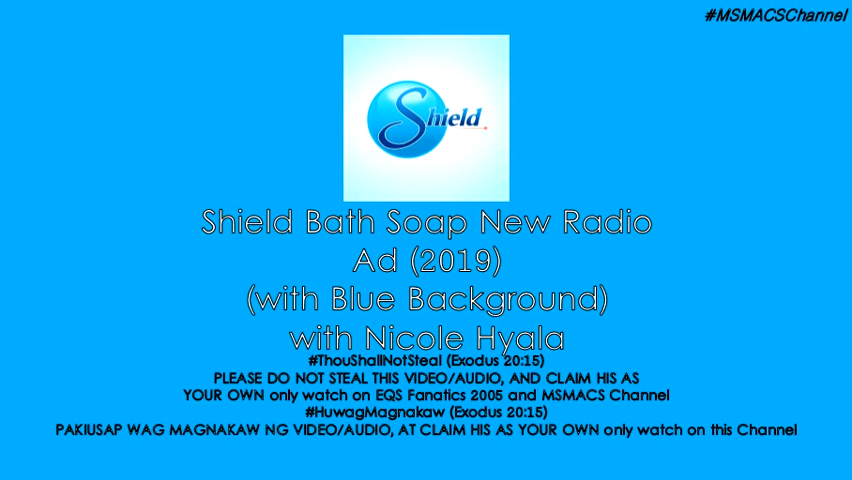 #MSMACSChannel
Shield
Shield Bath Soap New Radio
Ad (2019)
(with Blue Background)
with Nicole Hyala
#ThouShallNotSteal (Exodus 20:15)
PLEASE DO NOT STEAL THIS VIDEO/AUDIO, AND CLAIM HIS AS
YOUR OWN only watch on EQS Fanatics 2005 and MSMACS Channel
#HuwagMagnakaw (Exodus 20:15)
PAKIUSAP WAG MAGNAKAW NG VIDEO/AUDIO, AT CLAIM HIS AS YOUR OWN only watch on this Channel